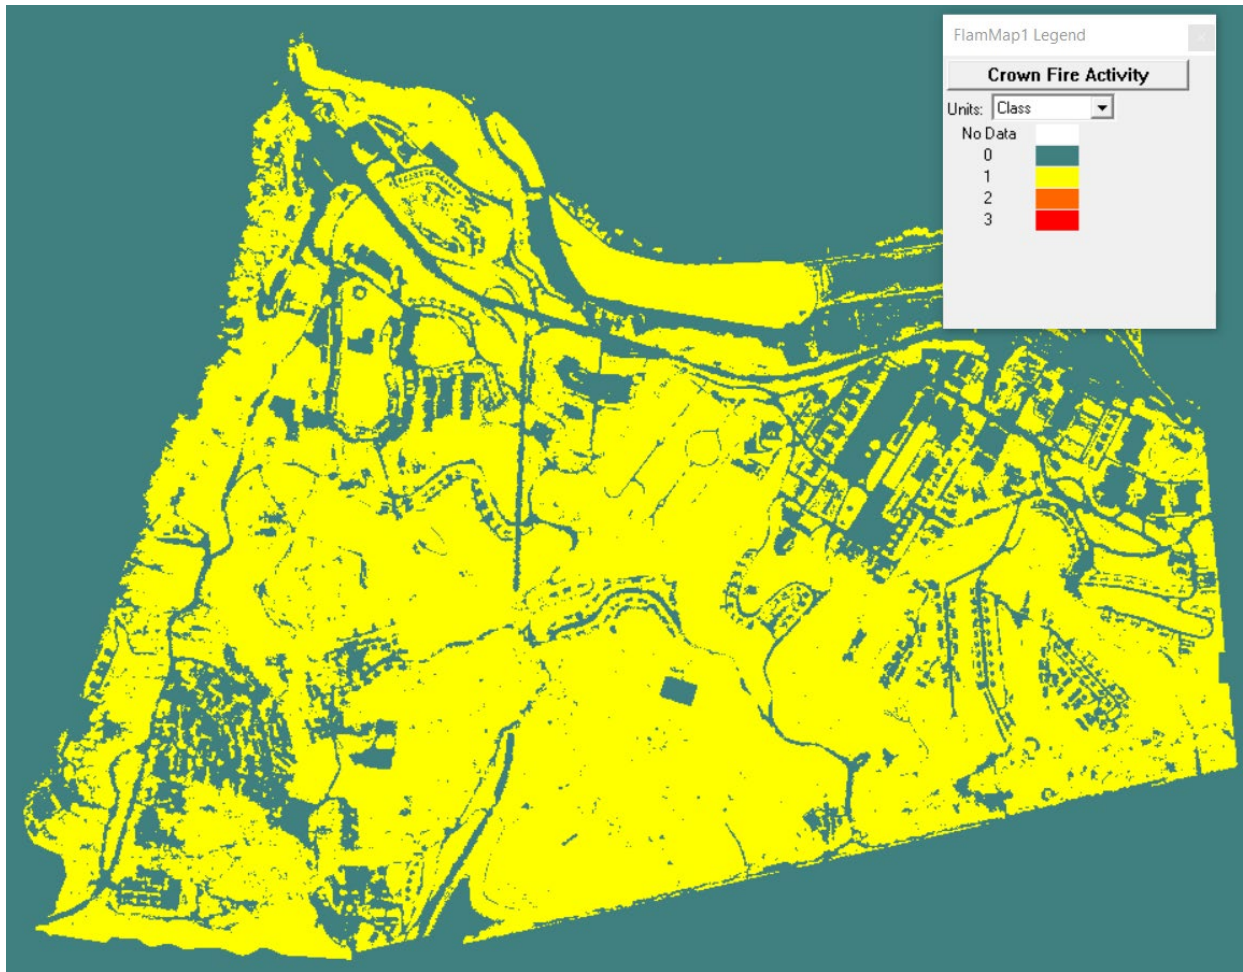 FlamMap1 Legend
Crown Fire Activity
Units: Class
No Data
0
1
2
3